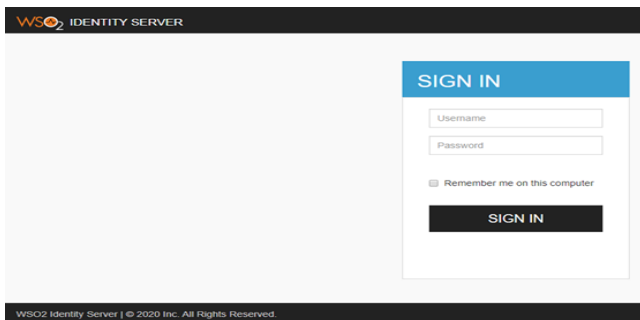 WSO2 IDENTITY SERVER
SIGN IN
Username
Password
Remember me on this computer
SIGN IN
WSO2 Identity Server | © 2020 Inc. All Rights Reserved.